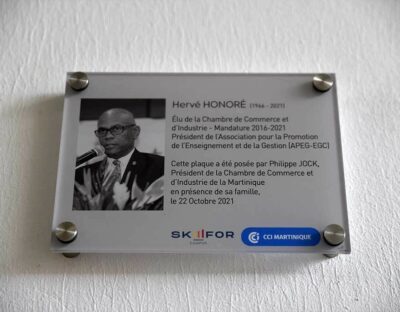 Hervé HONORÉ (1966 - 2021)
Élu de la Chambre de Commerce et
d'Industrie - Mandature 2016-2021
Président de l'Association pour la Promotion
de l'Enseignement et de la Gestion (APEG-EGC)
Cette plaque a été posée par Philippe JOCK,
Président de la Chambre de Commerce et
d'Industrie de la Martinique
en présence de sa famille,
le 22 Octobre 2021
SKILLFOR
CCI MARTINIQUE